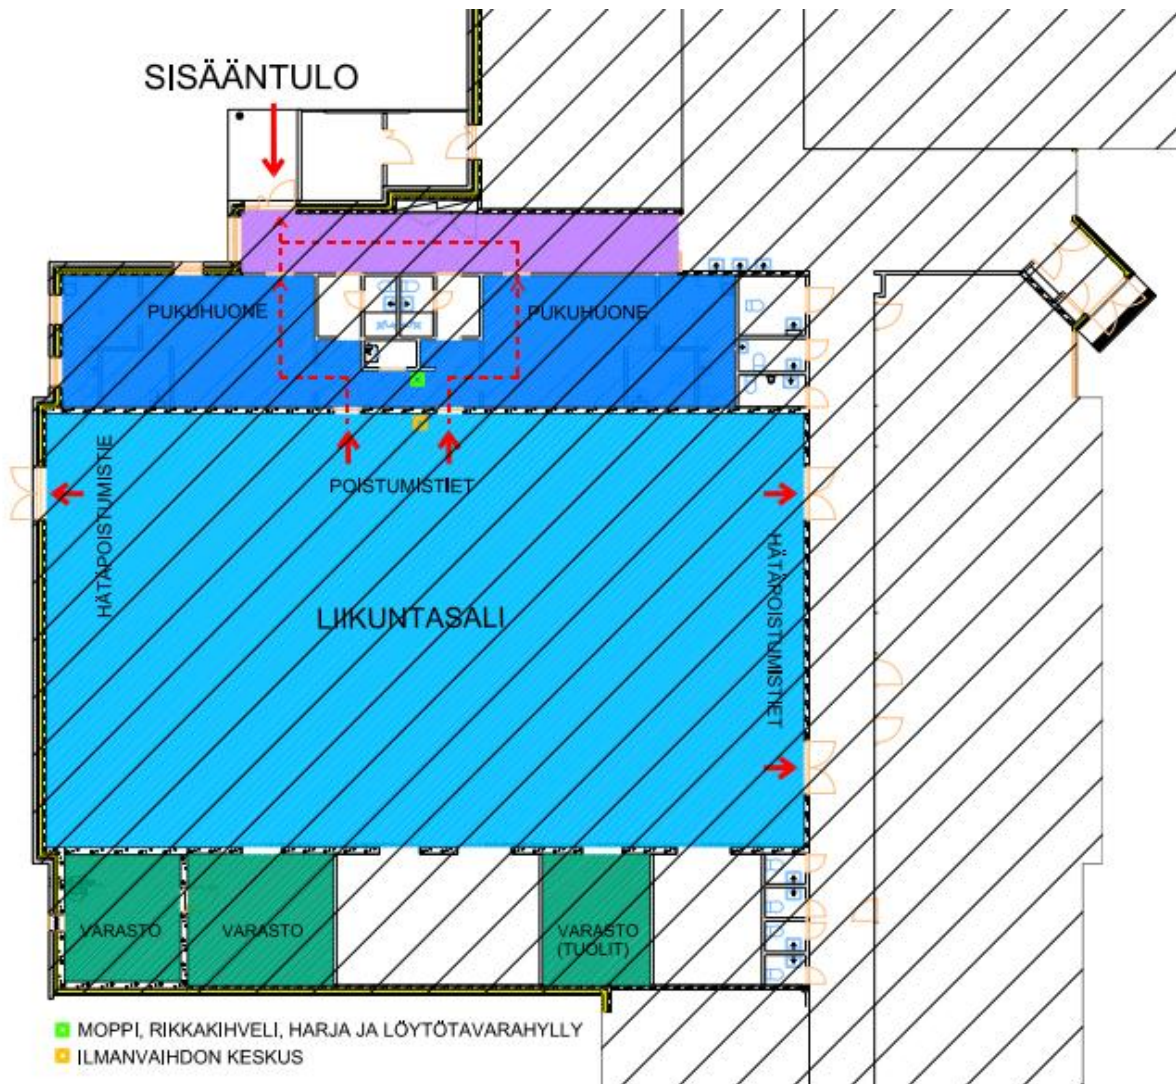 SISÄÄNTULO
PUKUHUONE
PUKUHUONE
POISTUMISTIET
HÄTÄPOISTUMISTIE
HÄTÄPOISTUMISTIET
LIIKUNTASALI
VARASTO
VARASTO
VARASTO
(TUOLIT)
MOPPI, RIKKAKIHVELI, HARJA JA LÖYTÖTAVARAHYLLY
ILMANVAIHDON KESKUS